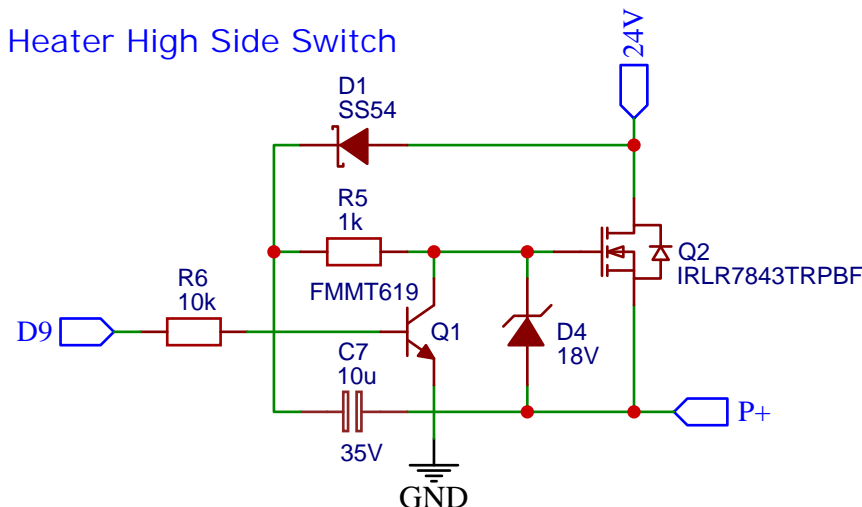 Heater High Side Switch
24V
D1
SS54
R5
1k
Q2
IRLR7843TRPBF
R6
10k
FMMT619
D9
Q1
D4
18V
C7
10u
35V
P+
GND